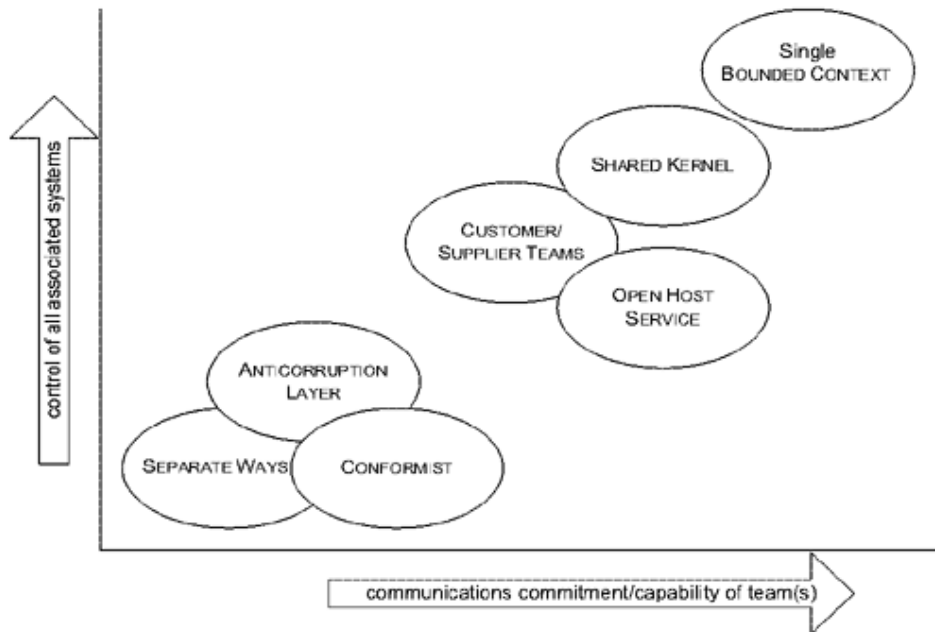 Single
BOUNDED CONTEXT
SHARED KERNEL
CUSTOMER/
SUPPLIER TEAMS
OPEN HOST
SERVICE
control of all associated systems
ANTICORRUPTION
LAYER
SEPARATE WAYS
CONFORMIST
communications commitment/capability of team(s)